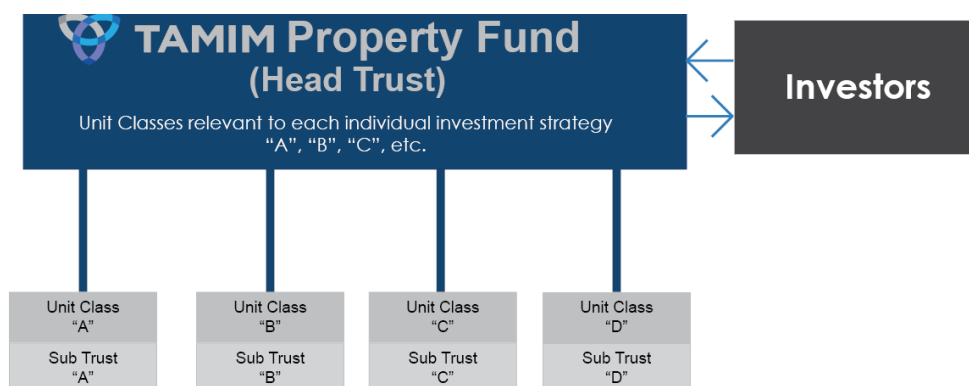 TAMIM Property Fund
(Head Trust)
Unit Classes relevant to each individual investment strategy
“A”, “B”, “C”, etc.
Investors
Unit Class
“A”
Sub Trust
“A”
Unit Class
“B”
Sub Trust
“B”
Unit Class
“C”
Sub Trust
“C”
Unit Class
“D”
Sub Trust
“D”